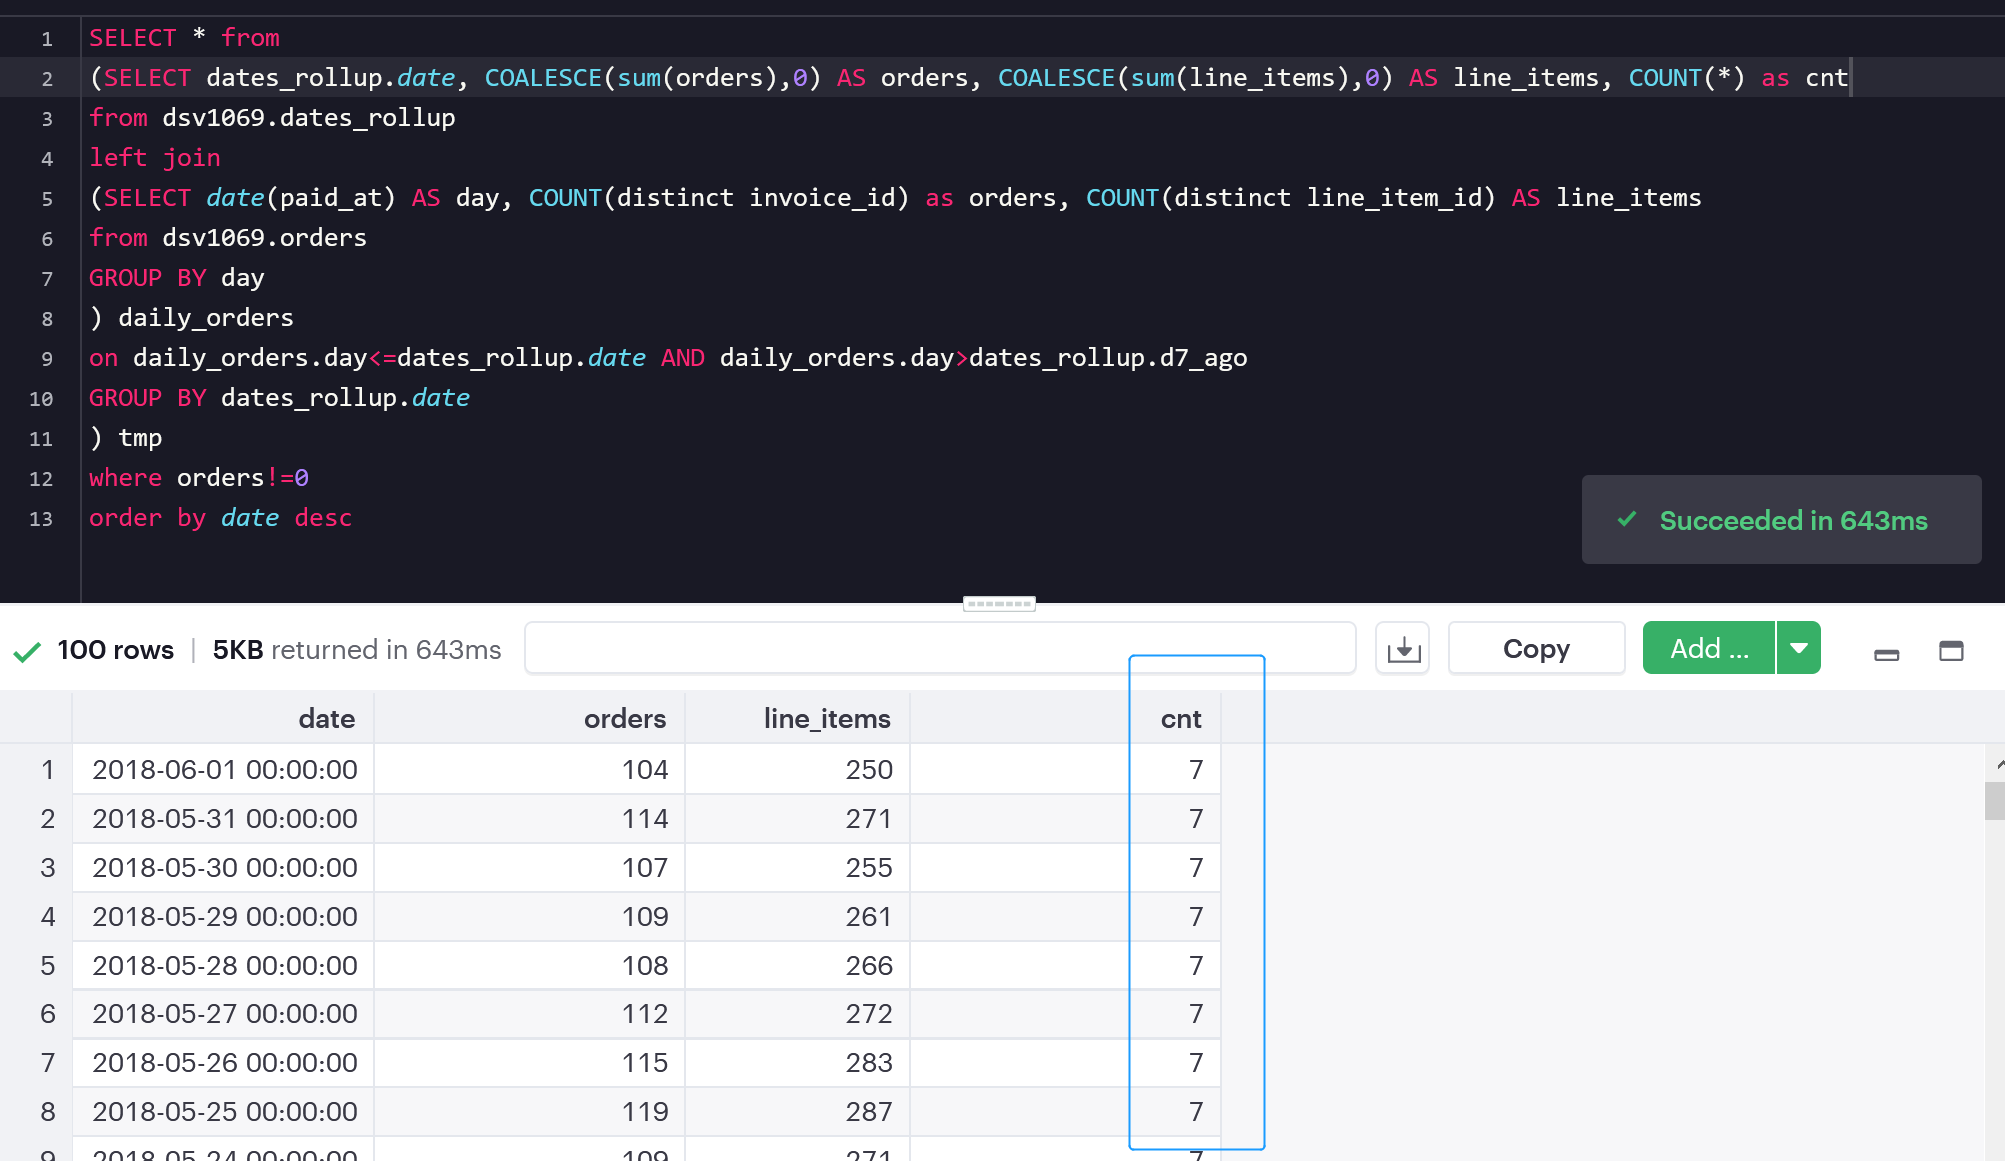 1 SELECT * from
2 (SELECT dates_rollup.date, COALESCE(sum(orders),0) AS orders, COALESCE(sum(line_items),0) AS line_items, COUNT(*) as cnt
3 from dsv1069.dates_rollup
4 left join
5 (SELECT date(paid_at) AS day, COUNT(distinct invoice_id) as orders, COUNT(distinct line_item_id) AS line_items
6 from dsv1069.orders
7 GROUP BY day
8 ) daily_orders
9 on daily_orders.day<=dates_rollup.date AND daily_orders.day>dates_rollup.d7_ago
10 GROUP BY dates_rollup.date
11 ) tmp
12 where orders!=0
13 order by date desc
Succeeded in 643ms
100 rows | 5KB returned in 643ms Copy Add ...
date orders line_items cnt
1 2018-06-01 00:00:00 104 250 7
2 2018-05-31 00:00:00 114 271 7
3 2018-05-30 00:00:00 107 255 7
4 2018-05-29 00:00:00 109 261 7
5 2018-05-28 00:00:00 108 266 7
6 2018-05-27 00:00:00 112 272 7
7 2018-05-26 00:00:00 115 283 7
8 2018-05-25 00:00:00 119 287 7
9 2018-05-24 00:00:00 109 271 7